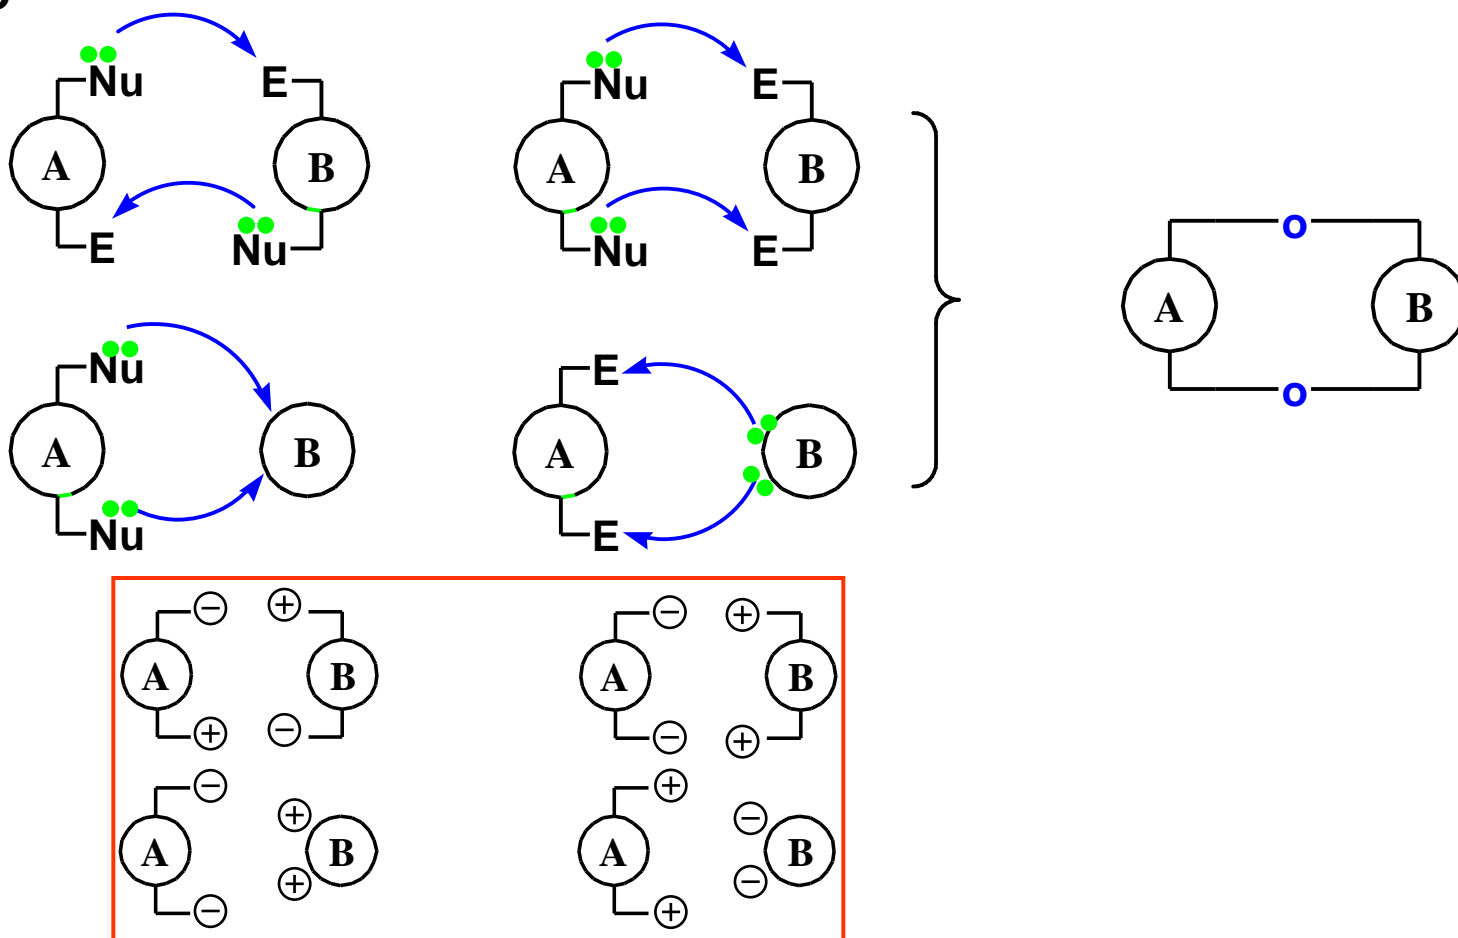 Nu E Nu E
A B A B
E Nu Nu E
o
A B
o
Nu E
A B A B
Nu E
− + − +
A B A B
+ − − +
− + + −
A B A B
+ −
− +